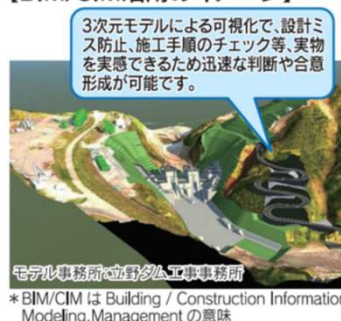 3次元モデルによる可視化で、設計ミ
ス防止、施工手順のチェック等、実物
を実感できるため迅速な判断や合意
形成が可能です。
モデル事務所:立野ダム工事事務所
*BIM/CIM は Building / Construction Information
Modeling,Management の意味